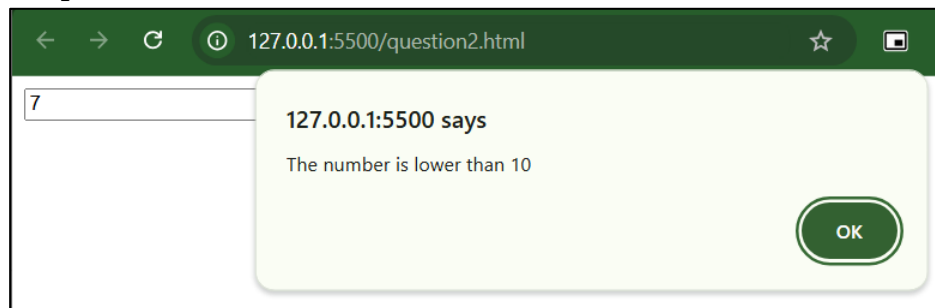 127.0.0.1:5500/question2.html
7
127.0.0.1:5500 says
The number is lower than 10
OK